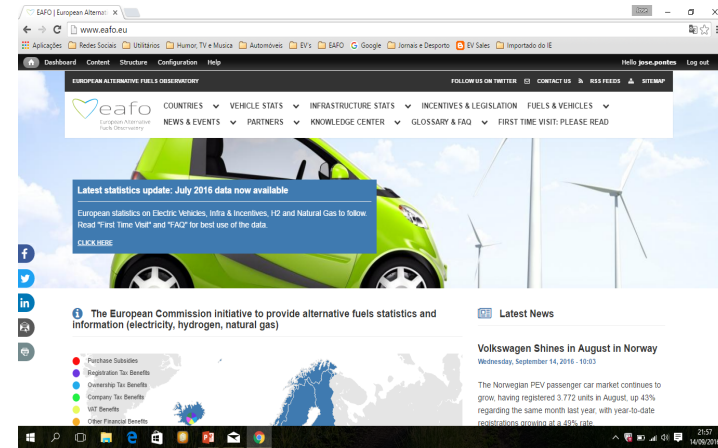 EAFO | European Alternati
Jose
www.eafo.eu
Aplicações Redes Sociais Utilitários Humor, TV e Musica Automóveis EV's EAFO Google Jornais e Desporto EV Sales Importado do IE
Dashboard Content Structure Configuration Help Hello jose.pontes Log out
EUROPEAN ALTERNATIVE FUELS OBSERVATORY FOLLOW US ON TWITTER CONTACT US RSS FEEDS SITEMAP
eafo
European Alternative
Fuels Observatory
COUNTRIES VEHICLE STATS INFRASTRUCTURE STATS INCENTIVES & LEGISLATION FUELS & VEHICLES
NEWS & EVENTS PARTNERS KNOWLEDGE CENTER GLOSSARY & FAQ FIRST TIME VISIT: PLEASE READ
Latest statistics update: July 2016 data now available
European statistics on Electric Vehicles, Infra & Incentives, H2 and Natural Gas to follow.
Read "First Time Visit" and "FAQ" for best use of the data.
CLICK HERE
The European Commission initiative to provide alternative fuels statistics and
information (electricity, hydrogen, natural gas)
Purchase Subsidies
Registration Tax Benefits
Ownership Tax Benefits
Company Tax Benefits
VAT Benefits
Other Financial Benefits
Latest News
Volkswagen Shines in August in Norway
Wednesday, September 14, 2016 - 10:03
The Norwegian PEV passenger car market continues to
grow, having registered 3.772 units in August, up 43%
regarding the same month last year, with year-to-date
registrations growing at a 49% rate.
21:57
14/09/2016